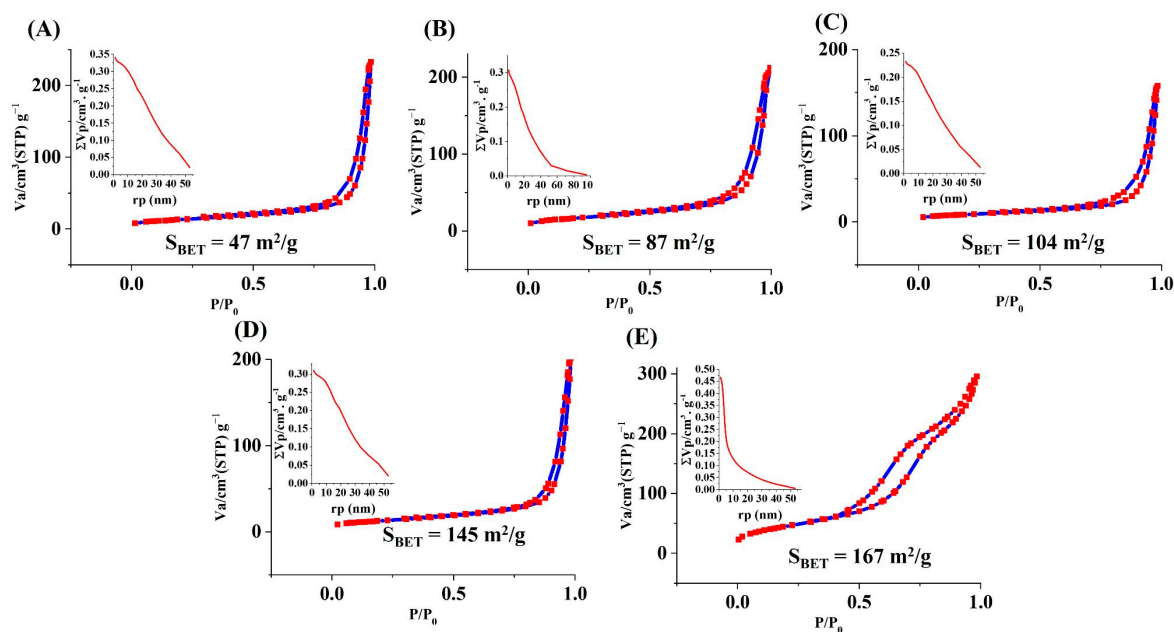 (A)
Va/cm³(STP) g⁻¹
200
100
0
0.0
0.5
1.0
P/P₀
S_BET = 47 m²/g
ΣVp/cm³. g⁻¹
0.35
0.30
0.25
0.20
0.15
0.10
0.05
0.00
0 10 20 30 40 50
rp (nm)
(B)
Va/cm³(STP) g⁻¹
200
100
0
0.0
0.5
1.0
P/P₀
S_BET = 87 m²/g
ΣVp/cm³. g⁻¹
0.3
0.2
0.1
0.0
0 20 40 60 80 100
rp (nm)
(C)
Va/cm³(STP) g⁻¹
200
100
0
0.0
0.5
1.0
P/P₀
S_BET = 104 m²/g
ΣVp/cm³. g⁻¹
0.25
0.20
0.15
0.10
0.05
0.00
0 10 20 30 40 50
rp (nm)
(D)
Va/cm³(STP) g⁻¹
200
100
0
0.0
0.5
1.0
P/P₀
S_BET = 145 m²/g
ΣVp/cm³. g⁻¹
0.30
0.25
0.20
0.15
0.10
0.05
0.00
0 10 20 30 40 50
rp (nm)
(E)
Va/cm³(STP) g⁻¹
300
200
100
0
0.0
0.5
1.0
P/P₀
S_BET = 167 m²/g
ΣVp/cm³. g⁻¹
0.50
0.45
0.40
0.35
0.30
0.25
0.20
0.15
0.10
0.05
0.00
0 10 20 30 40 50
rp (nm)